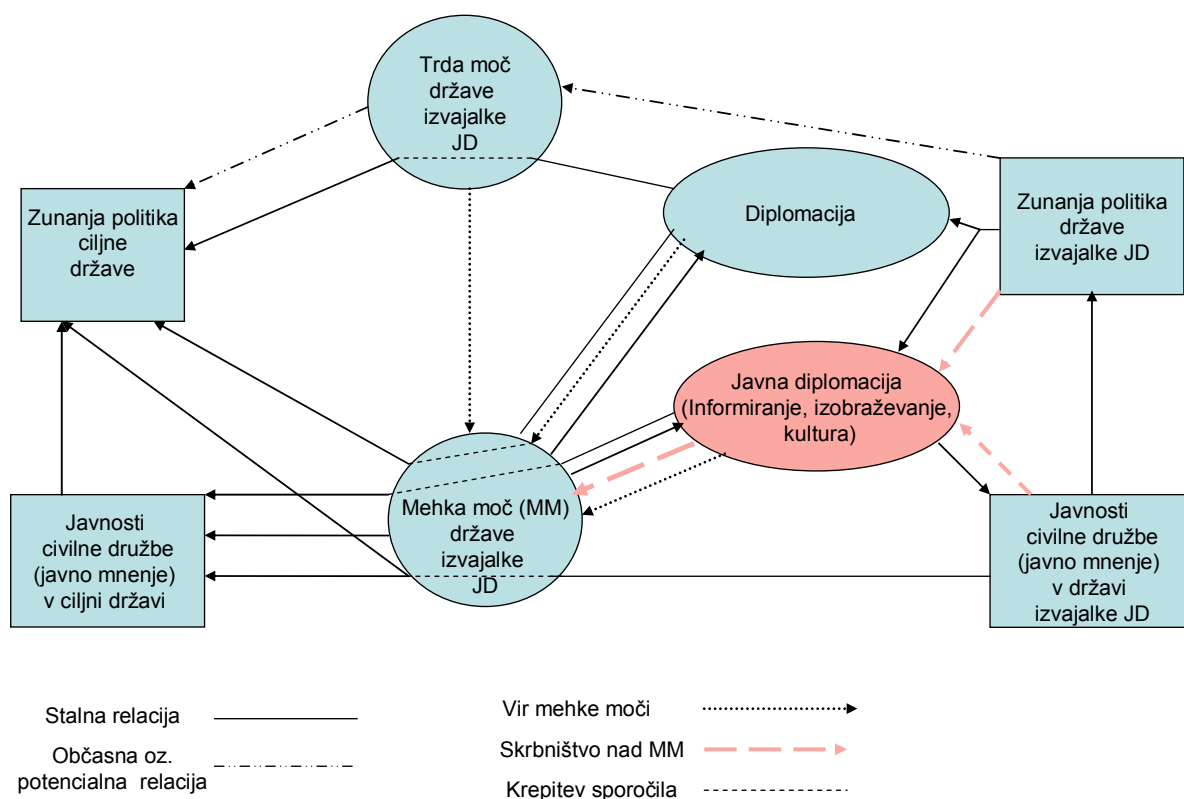 Trda moč
države
izvajalke
JD
Zunanja politika
ciljne
države
Diplomacija
Zunanja politika
države
izvajalke JD
Javna diplomacija
(Informiranje, izobraževanje,
kultura)
Mehka moč (MM)
države
izvajalke
JD
Javnosti
civilne družbe
(javno mnenje)
v ciljni državi
Javnosti
civilne družbe
(javno mnenje)
v državi
izvajalke JD
Stalna relacija
Občasna oz.
potencialna relacija
Vir mehke moči
Skrbništvo nad MM
Krepitev sporočila